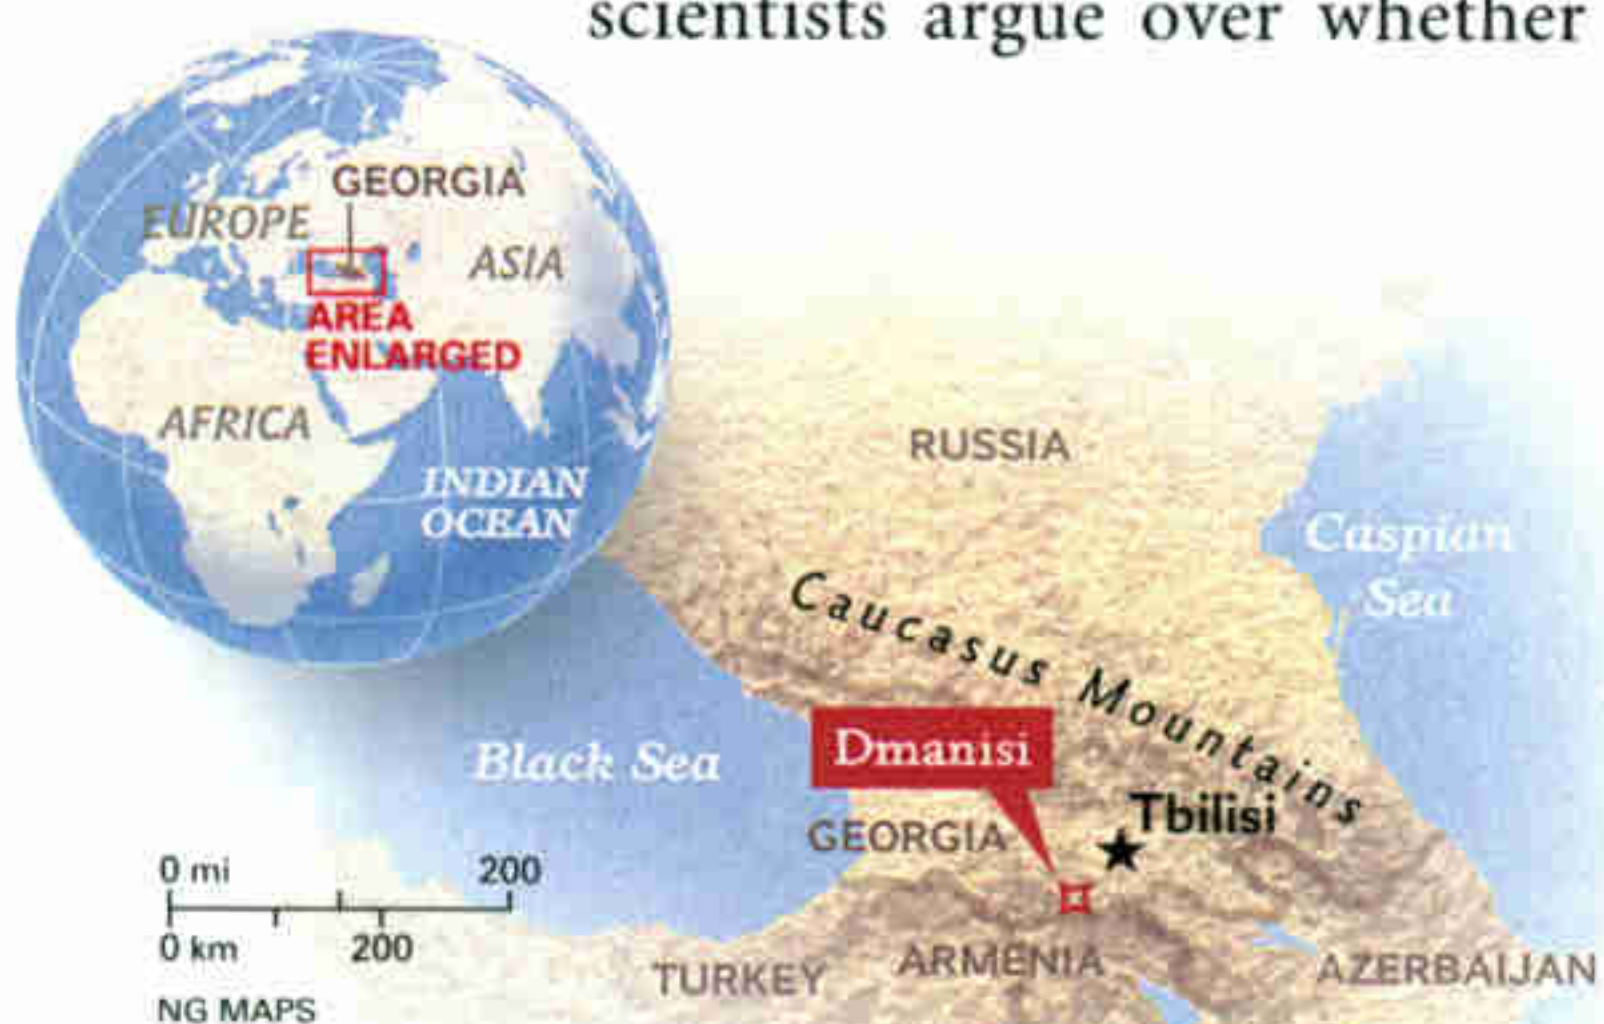 scientists argue over whether
GEORGIA
EUROPE
ASIA
AREA
ENLARGED
AFRICA
INDIAN
OCEAN
RUSSIA
Caspian
Sea
Caucasus Mountains
Black Sea
Dmanisi
Tbilisi
GEORGIA
0 mi 200
0 km 200
TURKEY
ARMENIA
AZERBAIJAN
NG MAPS